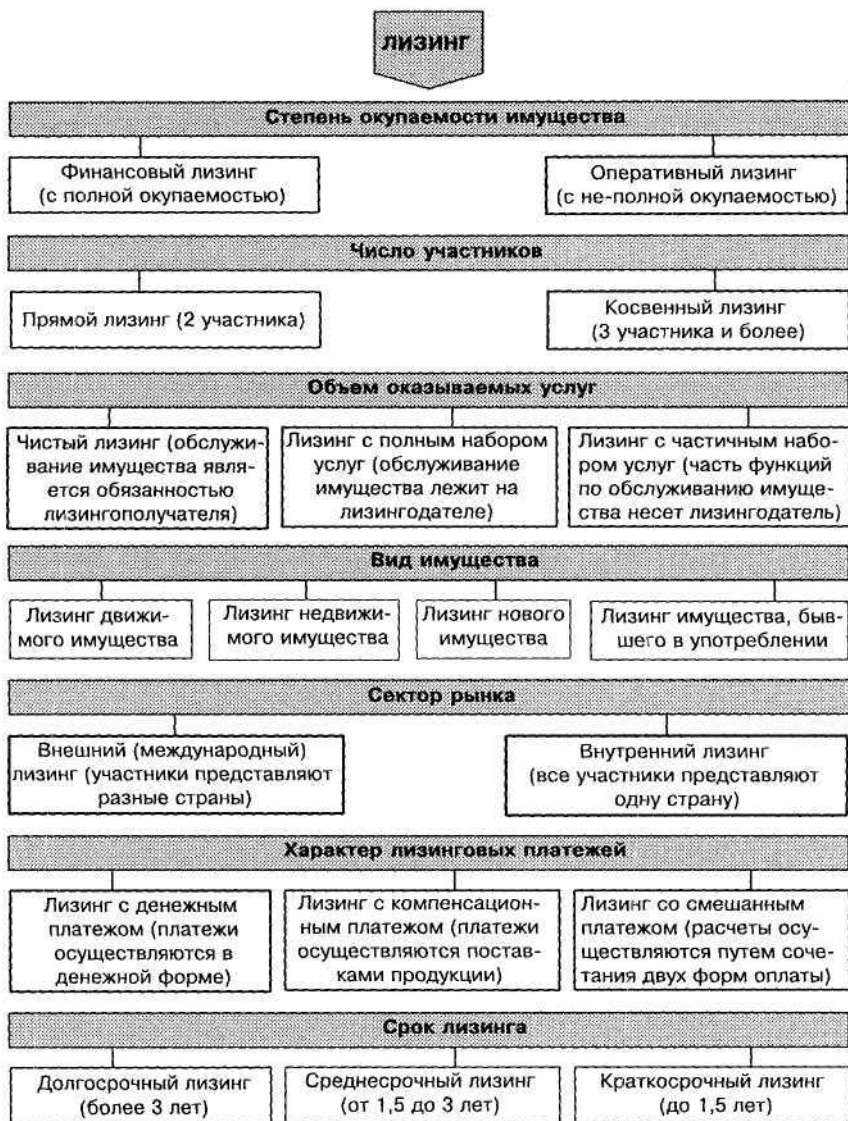 ЛИЗИНГ
Степень окупаемости имущества
Финансовый лизинг
(с полной окупаемостью)
Оперативный лизинг
(с не-полной окупаемостью)
Число участников
Прямой лизинг (2 участника)
Косвенный лизинг
(3 участника и более)
Объем оказываемых услуг
Чистый лизинг (обслужи-
вание имущества явля-
ется обязанностью
лизингополучателя)
Лизинг с полным набором
услуг (обслуживание
имущества лежит на
лизингодателе)
Лизинг с частичным набо-
ром услуг (часть функций
по обслуживанию имуще-
ства несет лизингодатель)
Вид имущества
Лизинг движи-
мого имущества
Лизинг недвижи-
мого имущества
Лизинг нового
имущества
Лизинг имущества, быв-
шего в употреблении
Сектор рынка
Внешний (международный)
лизинг (участники представляют
разные страны)
Внутренний лизинг
(все участники представляют
одну страну)
Характер лизинговых платежей
Лизинг с денежным
платежом (платежи
осуществляются в
денежной форме)
Лизинг с компенсацион-
ным платежом (платежи
осуществляются постав-
ками продукции)
Лизинг со смешанным
платежом (расчеты осу-
ществляются путем соче-
тания двух форм оплаты)
Срок лизинга
Долгосрочный лизинг
(более 3 лет)
Среднесрочный лизинг
(от 1,5 до 3 лет)
Краткосрочный лизинг
(до 1,5 лет)